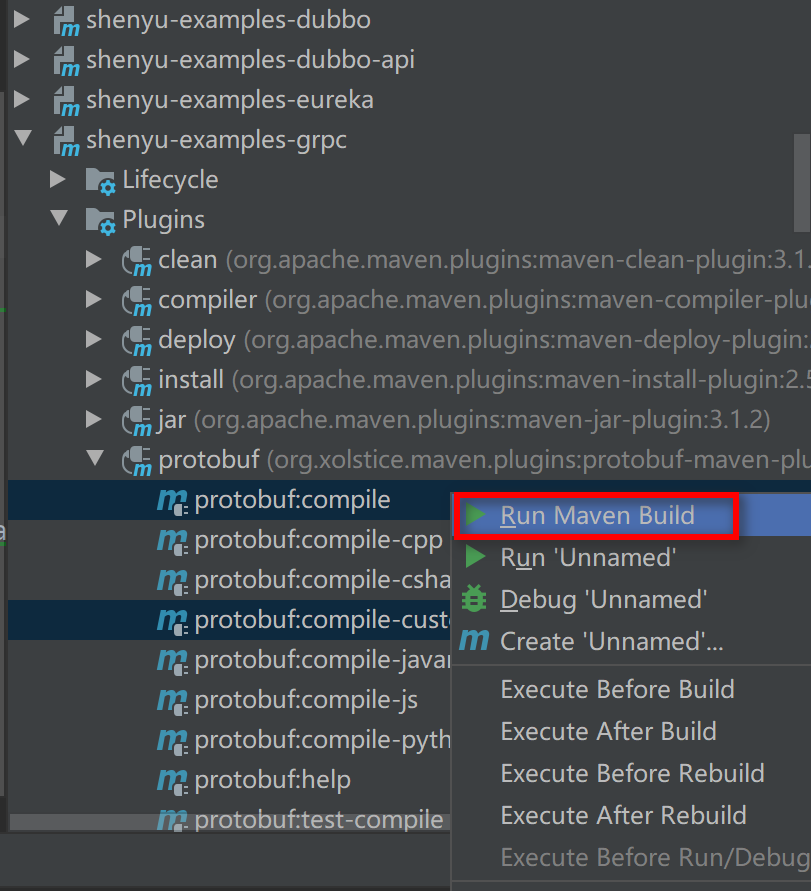 shenyu-examples-dubbo
shenyu-examples-dubbo-api
shenyu-examples-eureka
shenyu-examples-grpc
Lifecycle
Plugins
clean (org.apache.maven.plugins:maven-clean-plugin:3.1.
compiler (org.apache.maven.plugins:maven-compiler-plu
deploy (org.apache.maven.plugins:maven-deploy-plugin:
install (org.apache.maven.plugins:maven-install-plugin:2.5
jar (org.apache.maven.plugins:maven-jar-plugin:3.1.2)
protobuf (org.xolstice.maven.plugins:protobuf-maven-plu
protobuf:compile
protobuf:compile-cpp
protobuf:compile-csha
protobuf:compile-cust
protobuf:compile-javan
protobuf:compile-js
protobuf:compile-pyth
protobuf:help
protobuf:test-compile
Run Maven Build
Run 'Unnamed'
Debug 'Unnamed'
Create 'Unnamed'...
Execute Before Build
Execute After Build
Execute Before Rebuild
Execute After Rebuild
Execute Before Run/Debug